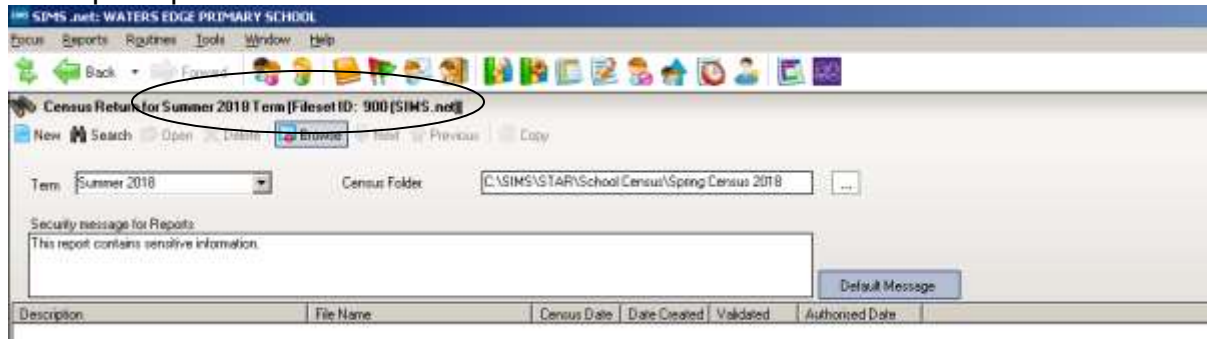 SIMS .net: WATERS EDGE PRIMARY SCHOOL
Focus Reports Routines Tools Window Help
Back Forward
Census Return for Summer 2018 Term [Fileset ID: 900 (SIMS.net)]
New Search Open Delete Browse Next Previous Copy
Term Summer 2018 Census Folder C:\SIMS\STAR\School Census\Spring Census 2018 ...
Security message for Reports
This report contains sensitive information.
Default Message
Description File Name Census Date Date Created Validated Authorised Date